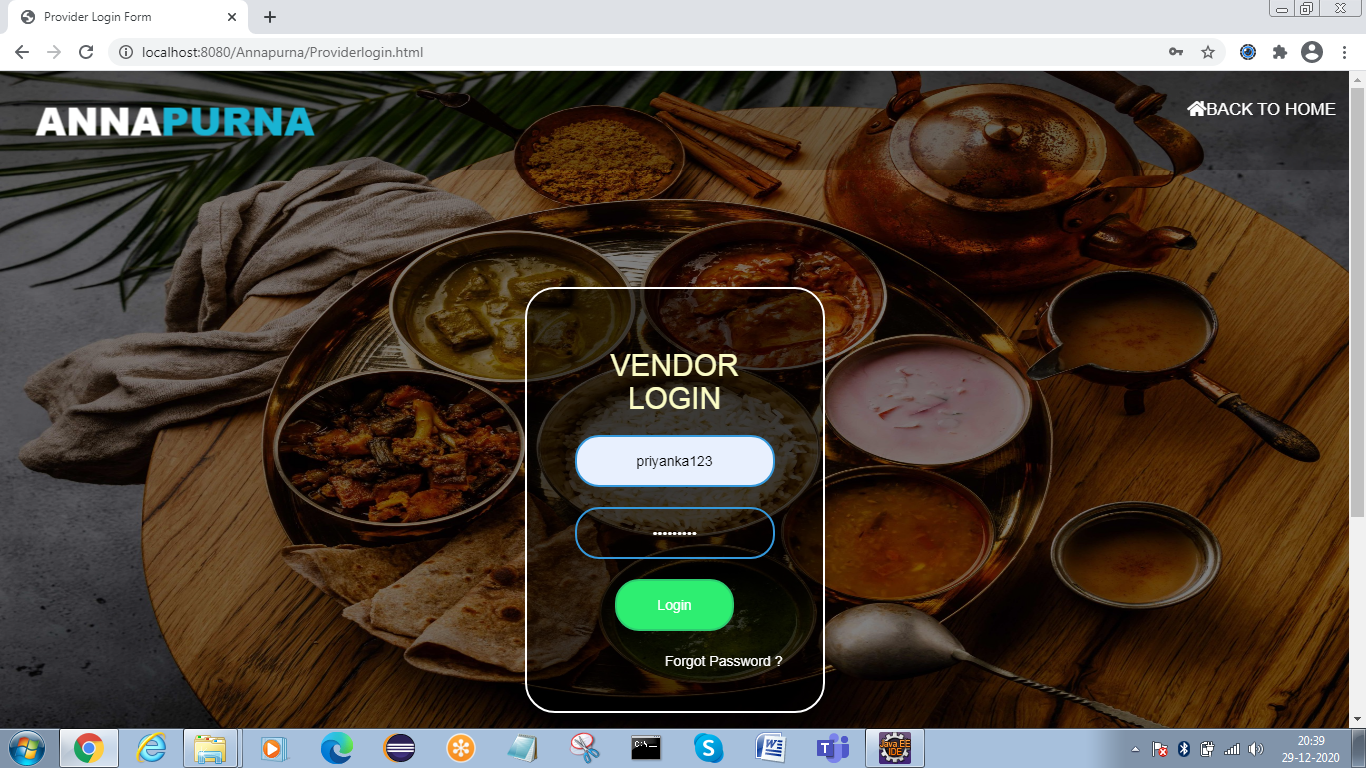 Provider Login Form
localhost:8080/Annapurna/Providerlogin.html
ANNAPURNA
BACK TO HOME
VENDOR
LOGIN
priyanka123
•••••••••
Login
Forgot Password ?
C:\
Java EE
IDE
20:39
29-12-2020